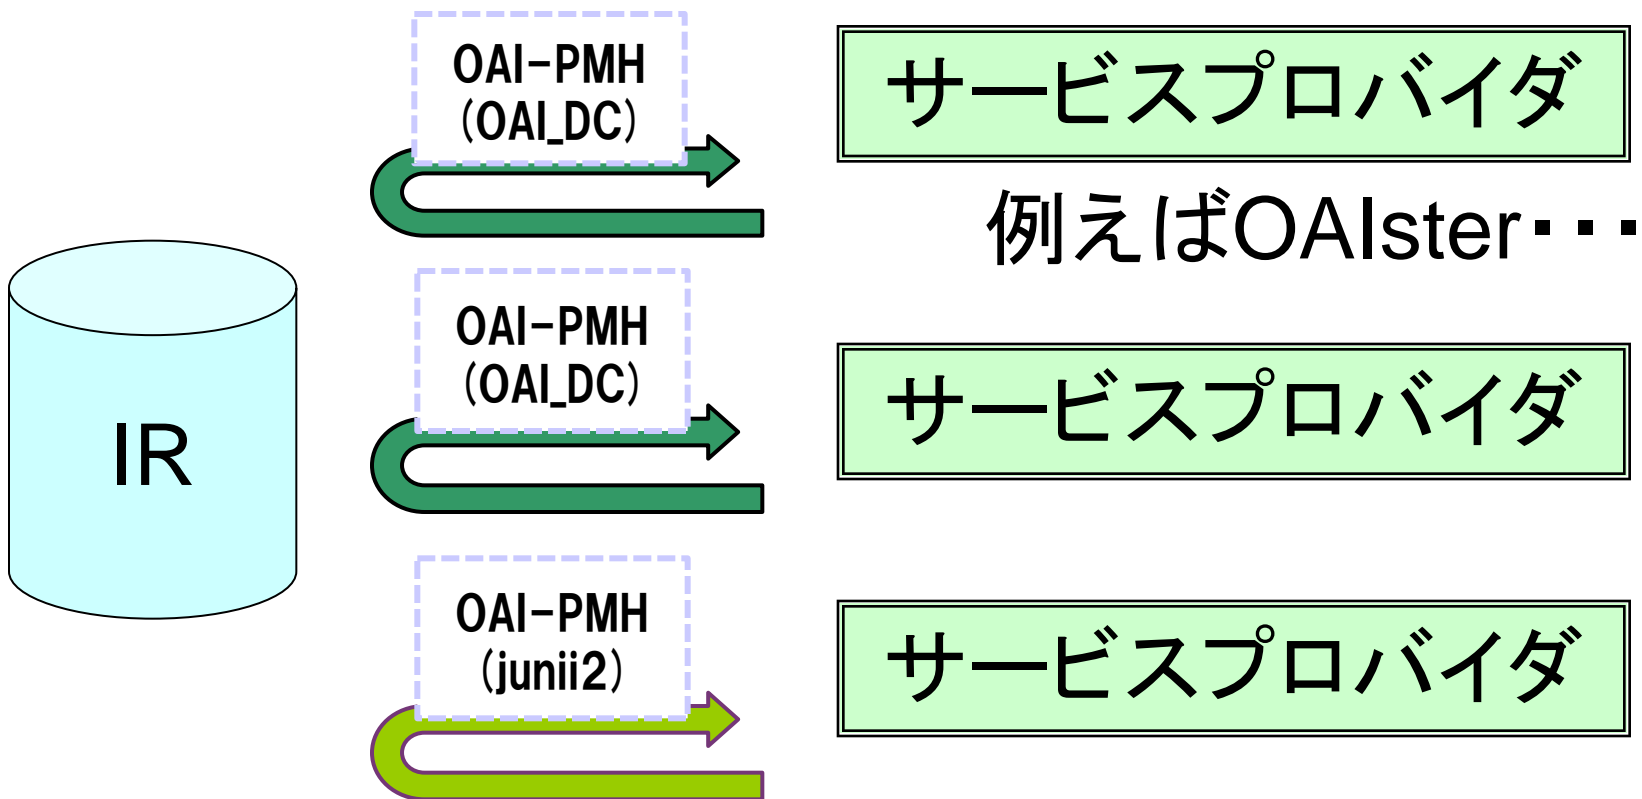 OAI-PMH
(OAI_DC)
サービスプロバイダ
例えばOAIster・・・
IR
OAI-PMH
(OAI_DC)
サービスプロバイダ
OAI-PMH
(junii2)
サービスプロバイダ